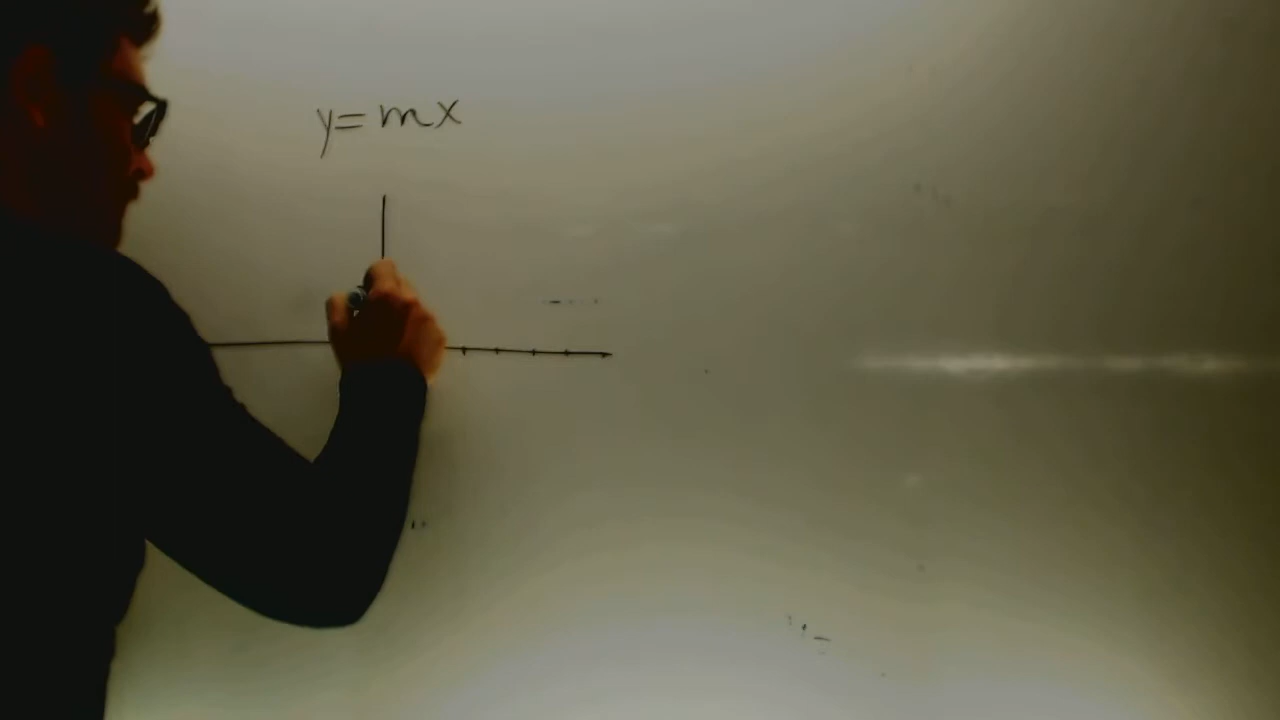 y = mx